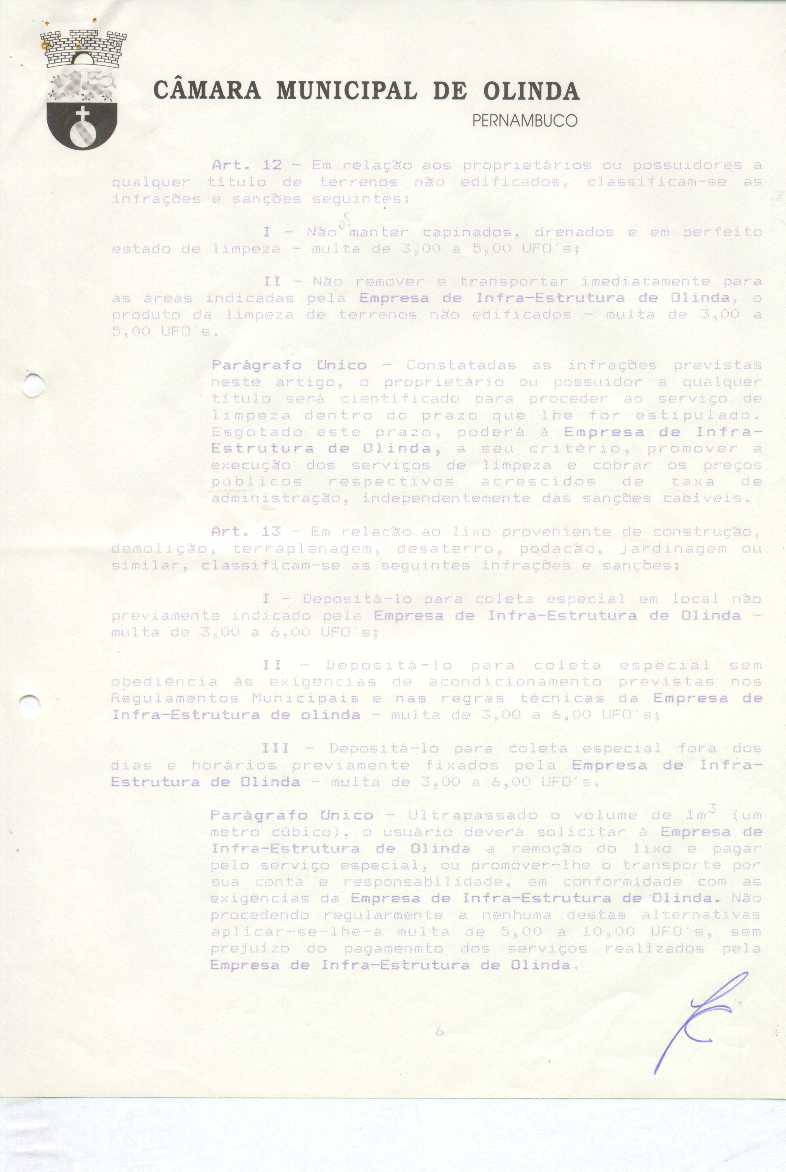 CÂMARA MUNICIPAL DE OLINDA
PERNAMBUCO
Art. 12 - Em relação aos proprietários ou possuidores a
qualquer título de terrenos não edificados, classificam-se as
infrações e sanções seguintes:
I - Não os manter capinados, drenados e em perfeito
estado de limpeza - multa de 3,00 a 5,00 UFO's;
II - Não remover e transportar imediatamente para
as áreas indicadas pela Empresa de Infra-Estrutura de Olinda, o
produto da limpeza de terrenos não edificados - multa de 3,00 a
5,00 UFO's.
Parágrafo Único - Constatadas as infrações previstas
neste artigo, o proprietário ou possuidor a qualquer
título será cientificado para proceder ao serviço de
limpeza dentro do prazo que lhe for estipulado.
Esgotado este prazo, poderá à Empresa de Infra-
Estrutura de Olinda, a seu critério, promover a
execução dos serviços de limpeza e cobrar os preços
públicos respectivos acrescidos de taxa de
administração, independentemente das sanções cabíveis.
Art. 13 - Em relacão ao lixo proveniente de construção,
demolição, terraplenagem, desaterro, podacão, jardinagem ou
similar, classificam-se as seguintes infrações e sanções:
I - Depositá-lo para coleta especial em local não
previamente indicado pela Empresa de Infra-Estrutura de Olinda -
multa de 3,00 a 6,00 UFO's;
II - Depositá-lo para coleta especial sem
obediência às exigências de acondicionamento previstas nos
Regulamentos Municipais e nas regras técnicas da Empresa de
Infra-Estrutura de olinda - multa de 3,00 a 6,00 UFO's;
III - Depositá-lo para coleta especial fora dos
dias e horários previamente fixados pela Empresa de Infra-
Estrutura de Olinda - multa de 3,00 a 6,00 UFO's.
Parágrafo Único - Ultrapassado o volume de 1m³ (um
metro cúbico), o usuário deverá solicitar à Empresa de
Infra-Estrutura de Olinda a remoção do lixo e pagar
pelo serviço especial, ou promover-lhe o transporte por
sua conta e responsabilidade, em conformidade com as
exigências da Empresa de Infra-Estrutura de Olinda. Não
procedendo regularmente a nenhuma destas alternativas
aplicar-se-lhe-á multa de 5,00 a 10,00 UFO's, sem
prejuízo do pagamenmto dos serviços realizados pela
Empresa de Infra-Estrutura de Olinda.
6